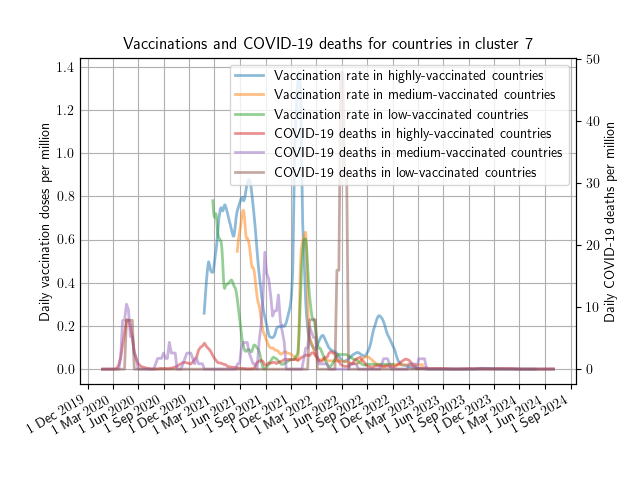 Vaccinations and COVID-19 deaths for countries in cluster 7
Vaccination rate in highly-vaccinated countries
Vaccination rate in medium-vaccinated countries
Vaccination rate in low-vaccinated countries
COVID-19 deaths in highly-vaccinated countries
COVID-19 deaths in medium-vaccinated countries
COVID-19 deaths in low-vaccinated countries
Daily vaccination doses per million
1.4
1.2
1.0
0.8
0.6
0.4
0.2
0.0
Daily COVID-19 deaths per million
50
40
30
20
10
0
1 Dec 2019
1 Mar 2020
1 Jun 2020
1 Sep 2020
1 Dec 2020
1 Mar 2021
1 Jun 2021
1 Sep 2021
1 Dec 2021
1 Mar 2022
1 Jun 2022
1 Sep 2022
1 Dec 2022
1 Mar 2023
1 Jun 2023
1 Sep 2023
1 Dec 2023
1 Mar 2024
1 Jun 2024
1 Sep 2024